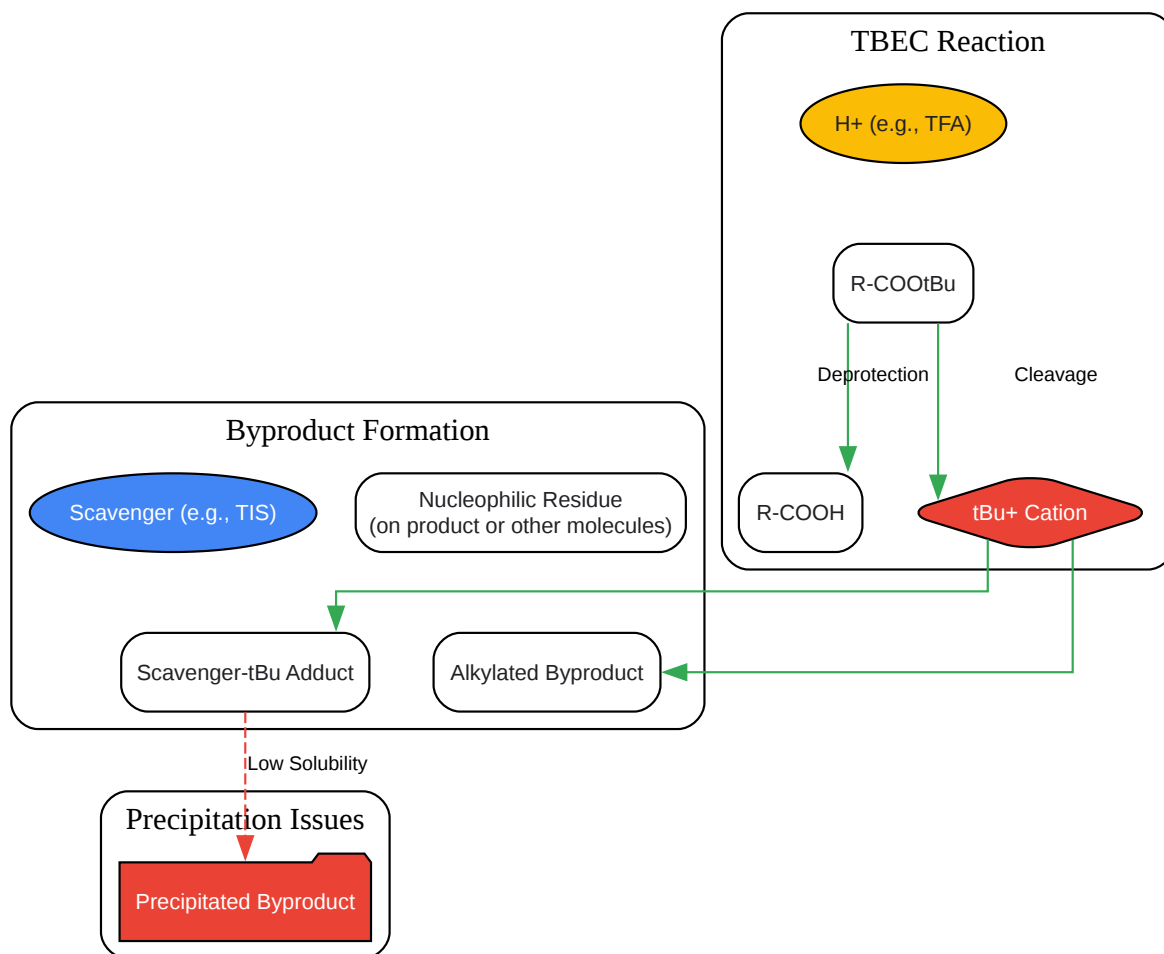 TBEC Reaction
H+ (e.g., TFA)
R-COOtBu
Deprotection
Cleavage
Byproduct Formation
Scavenger (e.g., TIS)
Nucleophilic Residue
(on product or other molecules)
R-COOH
tBu+ Cation
Scavenger-tBu Adduct
Alkylated Byproduct
Low Solubility
Precipitation Issues
Precipitated Byproduct